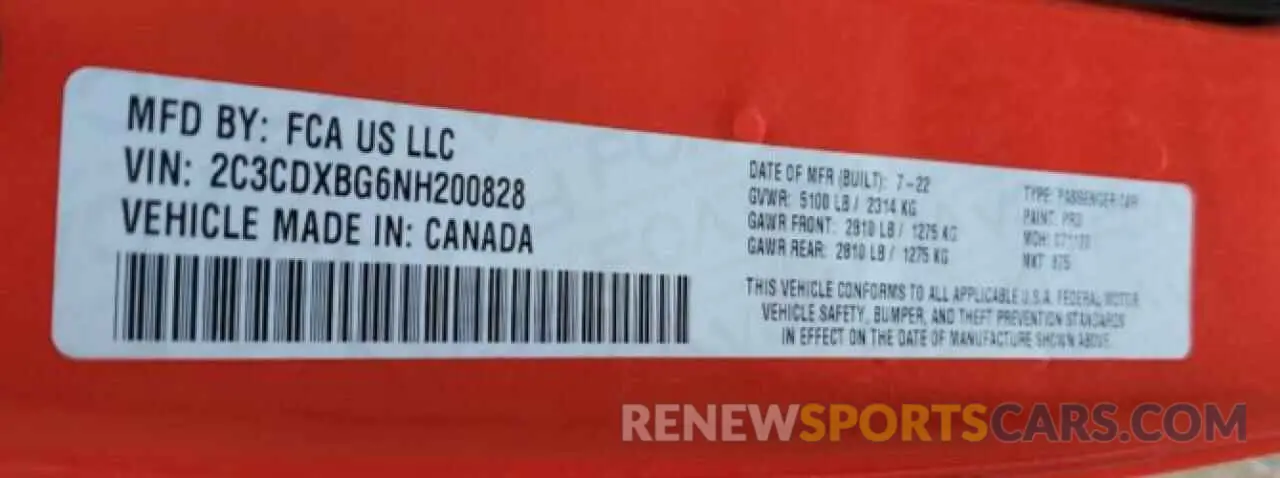 MFD BY: FCA US LLC
VIN: 2C3CDXBG6NH200828
VEHICLE MADE IN: CANADA
DATE OF MFR (BUILT): 7-22
GVWR: 5100 LB / 2314 KG
GAWR FRONT: 2810 LB / 1275 KG
GAWR REAR: 2810 LB / 1275 KG
TYPE: PASSENGER CAR
PAINT: PR3
MDH:
MKT:
THIS VEHICLE CONFORMS TO ALL APPLICABLE U.S.A. FEDERAL MOTOR
VEHICLE SAFETY, BUMPER, AND THEFT PREVENTION STANDARDS
IN EFFECT ON THE DATE OF MANUFACTURE SHOWN ABOVE
RENEWSPORTSCARS.COM